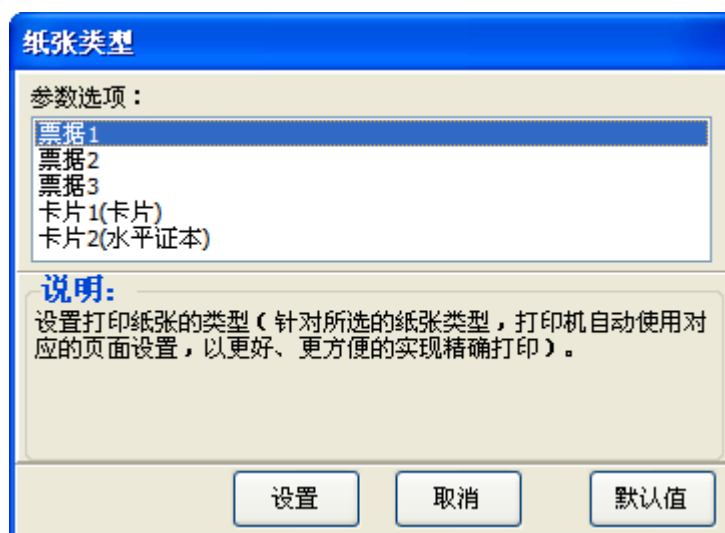 纸张类型
参数选项：
票据1
票据2
票据3
卡片1(卡片)
卡片2(水平证本)
说明:
设置打印纸张的类型（针对所选的纸张类型，打印机自动使用对
应的页面设置，以更好、更方便的实现精确打印）。
设置 取消 默认值